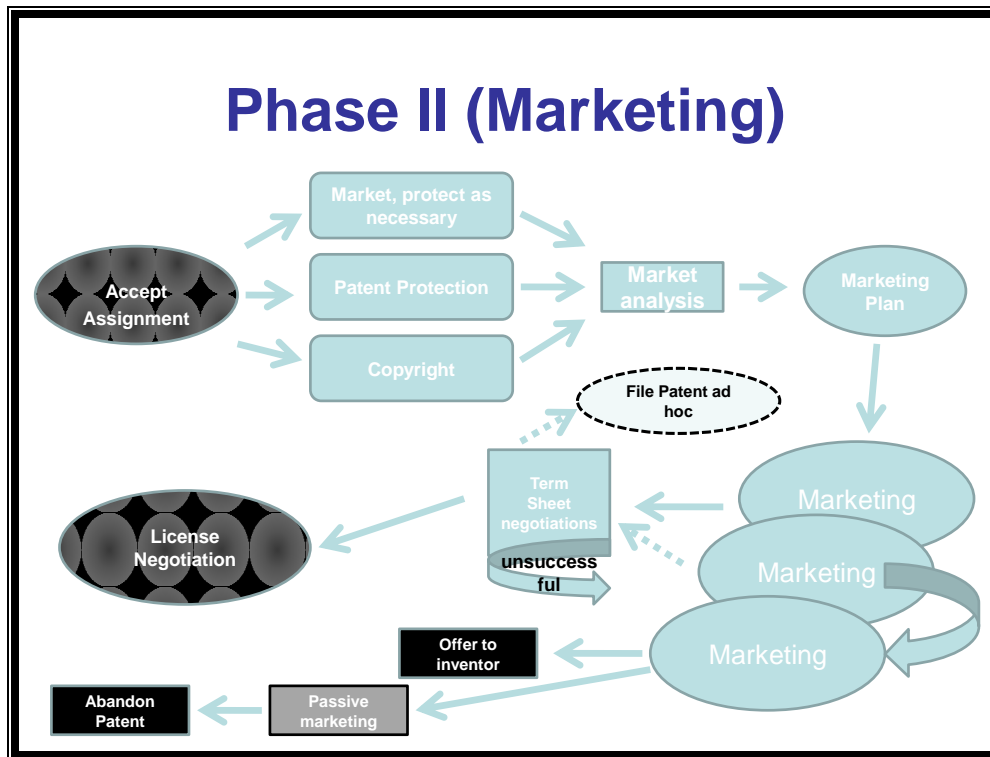 Phase II (Marketing)
Market, protect as
necessary
Accept
Assignment
Patent Protection
Market
analysis
Marketing
Plan
Copyright
File Patent ad
hoc
Term
Sheet
negotiations
unsuccess
ful
Marketing
License
Negotiation
Marketing
Marketing
Offer to
inventor
Passive
marketing
Abandon
Patent